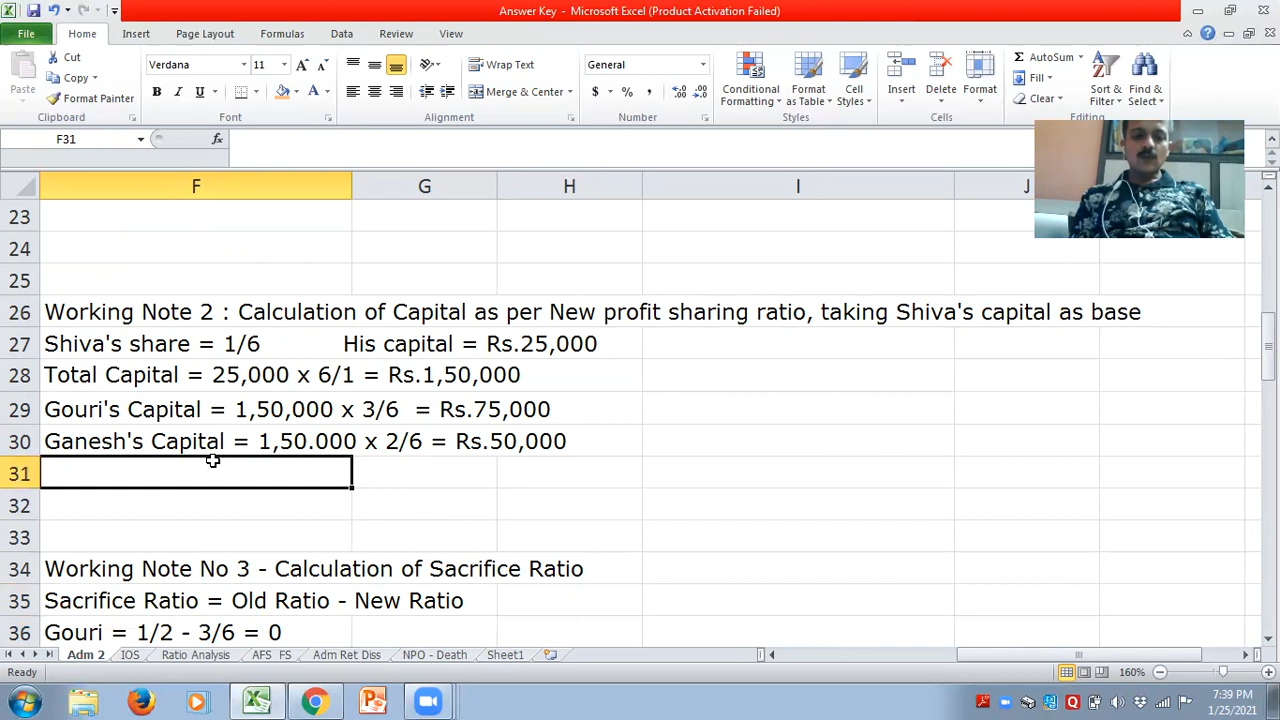 Answer Key - Microsoft Excel (Product Activation Failed)
File Home Insert Page Layout Formulas Data Review View
Cut
Copy
Format Painter
Paste
Clipboard
Verdana 11
B I U
Font
Wrap Text
Merge & Center
Alignment
General
$ % ,
Number
Conditional Formatting
Format as Table
Cell Styles
Styles
Insert Delete Format
Cells
AutoSum
Fill
Clear
Sort & Filter
Find & Select
Editing
F31 fx
F G H I J
23
24
25
26 Working Note 2 : Calculation of Capital as per New profit sharing ratio, taking Shiva's capital as base
27 Shiva's share = 1/6 His capital = Rs.25,000
28 Total Capital = 25,000 x 6/1 = Rs.1,50,000
29 Gouri's Capital = 1,50,000 x 3/6 = Rs.75,000
30 Ganesh's Capital = 1,50.000 x 2/6 = Rs.50,000
31
32
33
34 Working Note No 3 - Calculation of Sacrifice Ratio
35 Sacrifice Ratio = Old Ratio - New Ratio
36 Gouri = 1/2 - 3/6 = 0
Adm 2 IOS Ratio Analysis AFS FS Adm Ret Diss NPO - Death Sheet1
Ready 160%
7:39 PM
1/25/2021